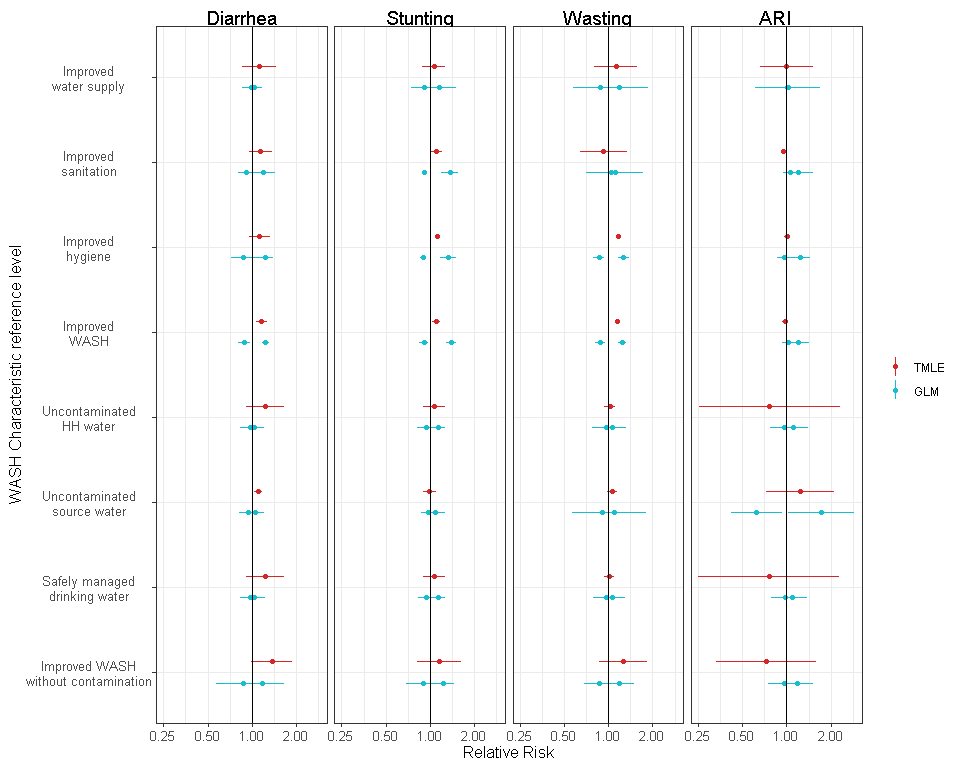 Diarrhea Stunting Wasting ARI
WASH Characteristic reference level
Improved
water supply
Improved
sanitation
Improved
hygiene
Improved
WASH
Uncontaminated
HH water
Uncontaminated
source water
Safely managed
drinking water
Improved WASH
without contamination
TMLE
GLM
0.25 0.50 1.00 2.00 0.25 0.50 1.00 2.00 0.25 0.50 1.00 2.00 0.25 0.50 1.00 2.00
Relative Risk